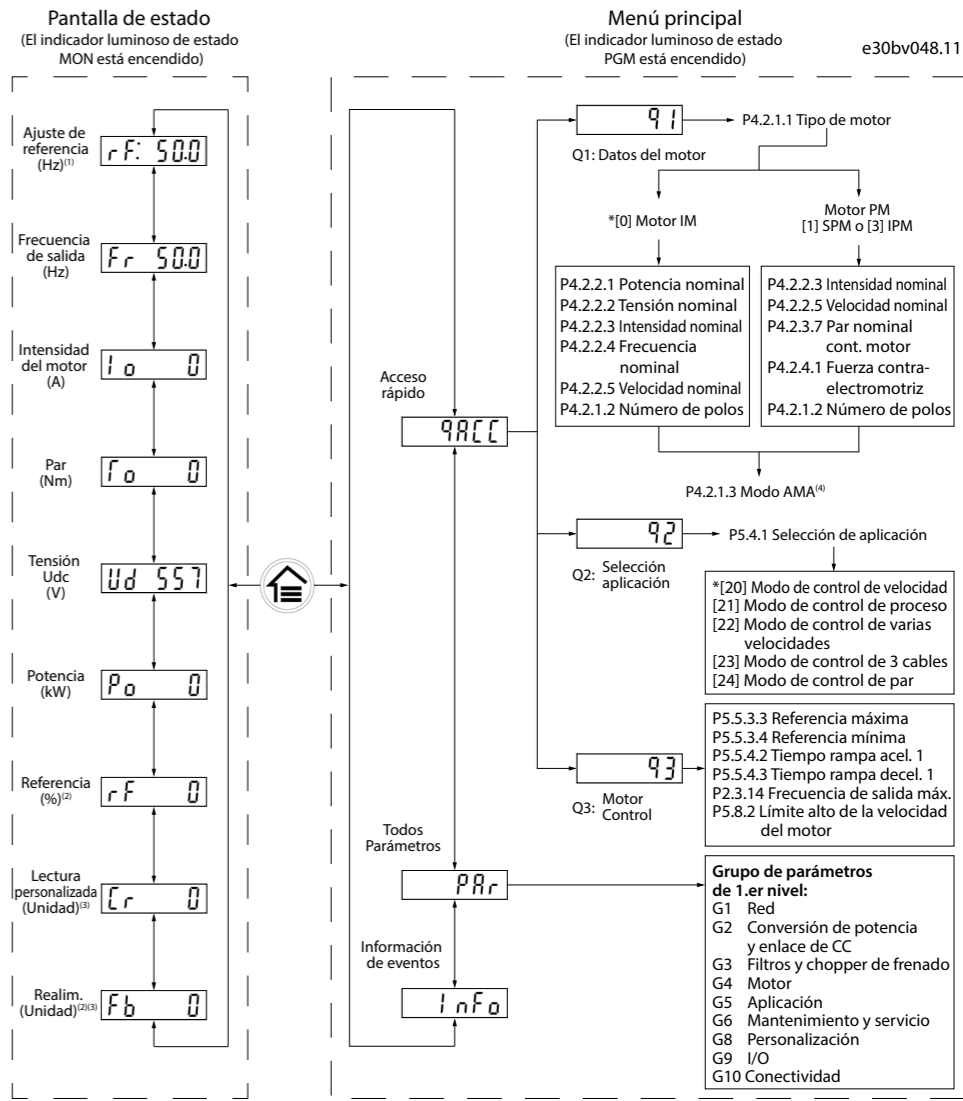 Pantalla de estado
(El indicador luminoso de estado
MON está encendido)
Menú principal
(El indicador luminoso de estado
PGM está encendido)
e30bv048.11
Ajuste de
referencia
(Hz)(1)
rF: 50.0
Frecuencia
de salida
(Hz)
Fr 50.0
Intensidad
del motor
(A)
Io 0
Par
(Nm)
To 0
Tensión
Udc
(V)
Ud 557
Potencia
(kW)
Po 0
Referencia
(%)(2)
rF 0
Lectura
personalizada
(Unidad)(3)
Cr 0
Realim.
(Unidad)(2)(3)
Fb 0
Acceso
rápido
qACC
Todos
Parámetros
PAr
Información
de eventos
InFo
q1
Q1: Datos del motor
P4.2.1.1 Tipo de motor
*[0] Motor IM
Motor PM
[1] SPM o [3] IPM
P4.2.2.1 Potencia nominal
P4.2.2.2 Tensión nominal
P4.2.2.3 Intensidad nominal
P4.2.2.4 Frecuencia
nominal
P4.2.2.5 Velocidad nominal
P4.2.1.2 Número de polos
P4.2.2.3 Intensidad nominal
P4.2.2.5 Velocidad nominal
P4.2.3.7 Par nominal
cont. motor
P4.2.4.1 Fuerza contra-
electromotriz
P4.2.1.2 Número de polos
P4.2.1.3 Modo AMA(4)
q2
Q2: Selección
aplicación
P5.4.1 Selección de aplicación
*[20] Modo de control de velocidad
[21] Modo de control de proceso
[22] Modo de control de varias
velocidades
[23] Modo de control de 3 cables
[24] Modo de control de par
q3
Q3: Motor
Control
P5.5.3.3 Referencia máxima
P5.5.3.4 Referencia mínima
P5.5.4.2 Tiempo rampa acel. 1
P5.5.4.3 Tiempo rampa decel. 1
P2.3.14 Frecuencia de salida máx.
P5.8.2 Límite alto de la velocidad
del motor
Grupo de parámetros
de 1.er nivel:
G1 Red
G2 Conversión de potencia
y enlace de CC
G3 Filtros y chopper de frenado
G4 Motor
G5 Aplicación
G6 Mantenimiento y servicio
G8 Personalización
G9 I/O
G10 Conectividad